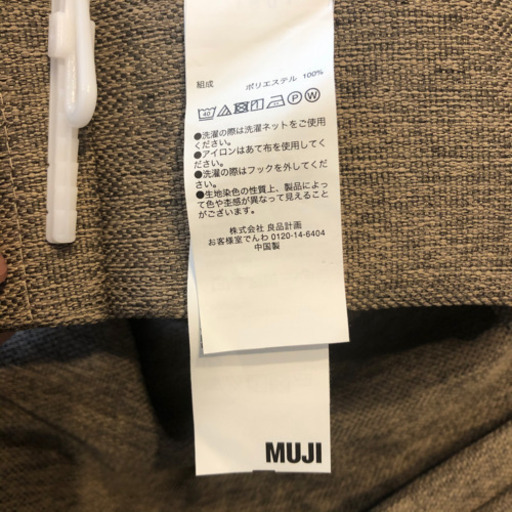 組成 ポリエステル 100%
40 P W
●洗濯の際は洗濯ネットをご使用
ください。
●アイロンはあて布を使用してく
ださい。
●洗濯の際はフックを外してください。
●生地染色の性質上、製品によっ
て色や杢感が異なって見えること
がございます。
株式会社 良品計画
お客様室でんわ 0120-14-6404
中国製
MUJI